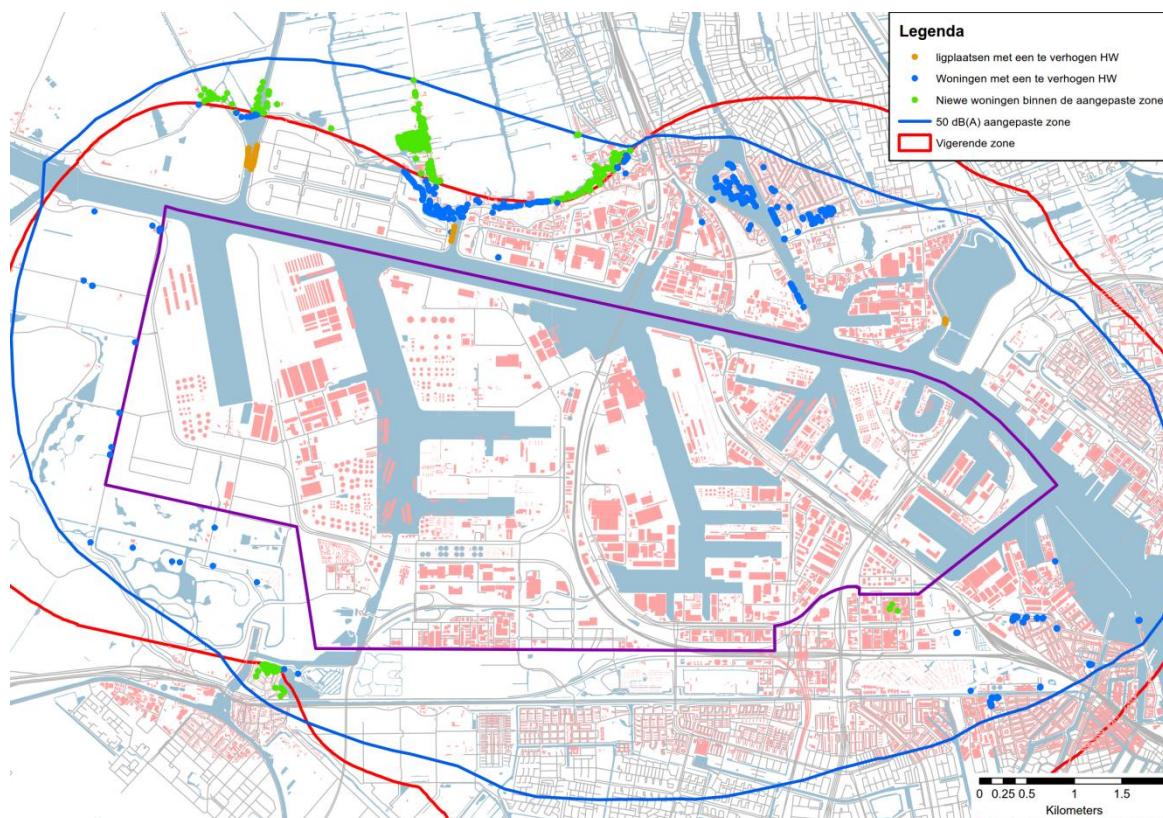 Legenda
ligplaatsen met een te verhogen HW
Woningen met een te verhogen HW
Niewe woningen binnen de aangepaste zone
50 dB(A) aangepaste zone
Vigerende zone
0 0.25 0.5 1 1.5
Kilometers